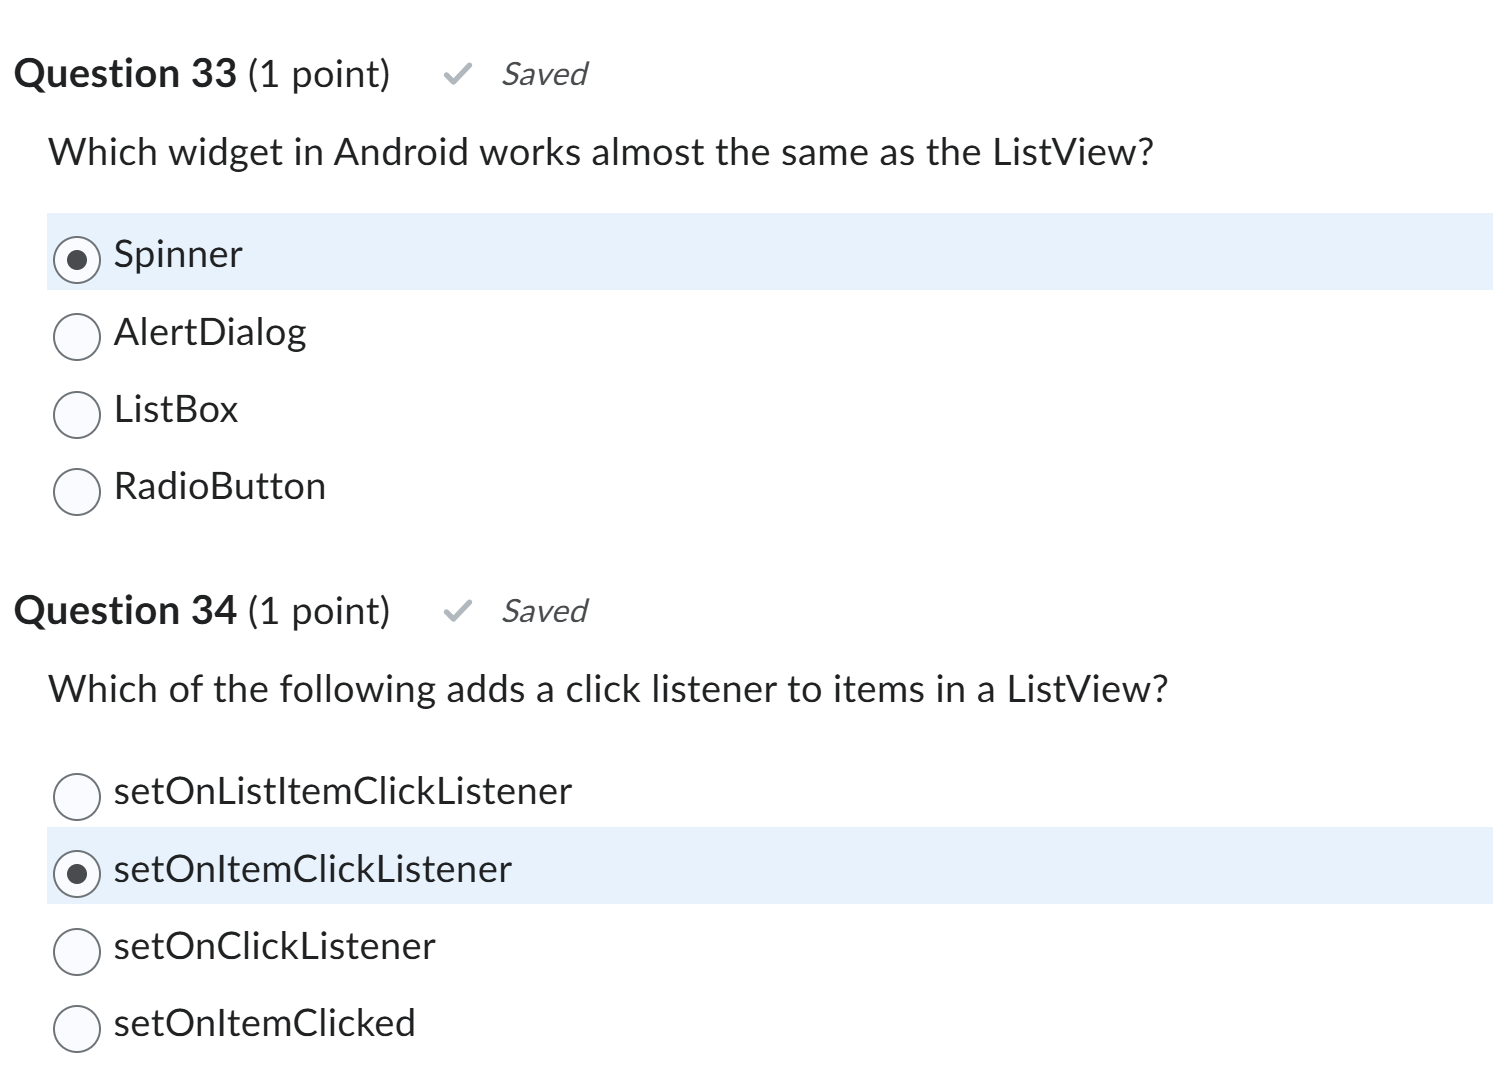 Question 33 (1 point) Saved
Which widget in Android works almost the same as the ListView?
Spinner
AlertDialog
ListBox
RadioButton
Question 34 (1 point) Saved
Which of the following adds a click listener to items in a ListView?
setOnListItemClickListener
setOnItemClickListener
setOnClickListener
setOnItemClicked